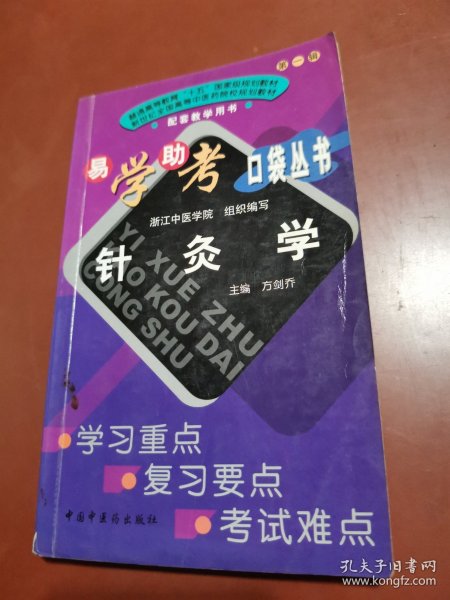 第一辑
普通高等教育“十五”国家级规划教材
新世纪全国高等中医药院校规划教材
·配套教学用书·
易学助考口袋丛书
浙江中医学院 组织编写
针灸学
主编 方剑乔
YI XUE ZHU
KAO KOU DAI
CONG SHU
学习重点
复习要点
考试难点
中国中医药出版社
孔夫子旧书网
www.kongfz.com